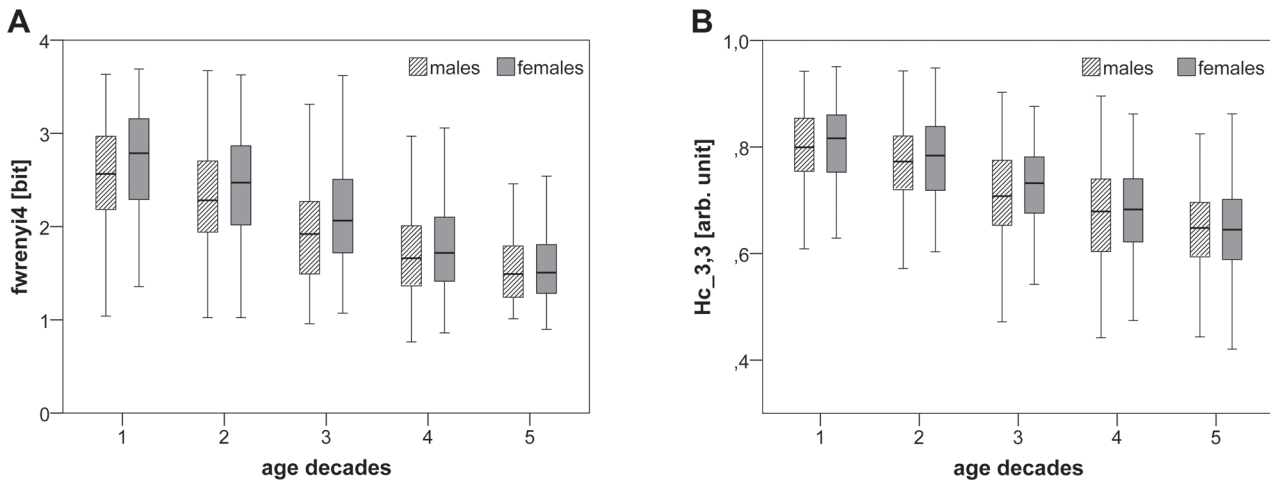 A
fwrenyi4 [bit]
4
3
2
1
0
males females
1 2 3 4 5
age decades
B
Hc_3,3 [arb. unit]
1,0
,8
,6
,4
males females
1 2 3 4 5
age decades